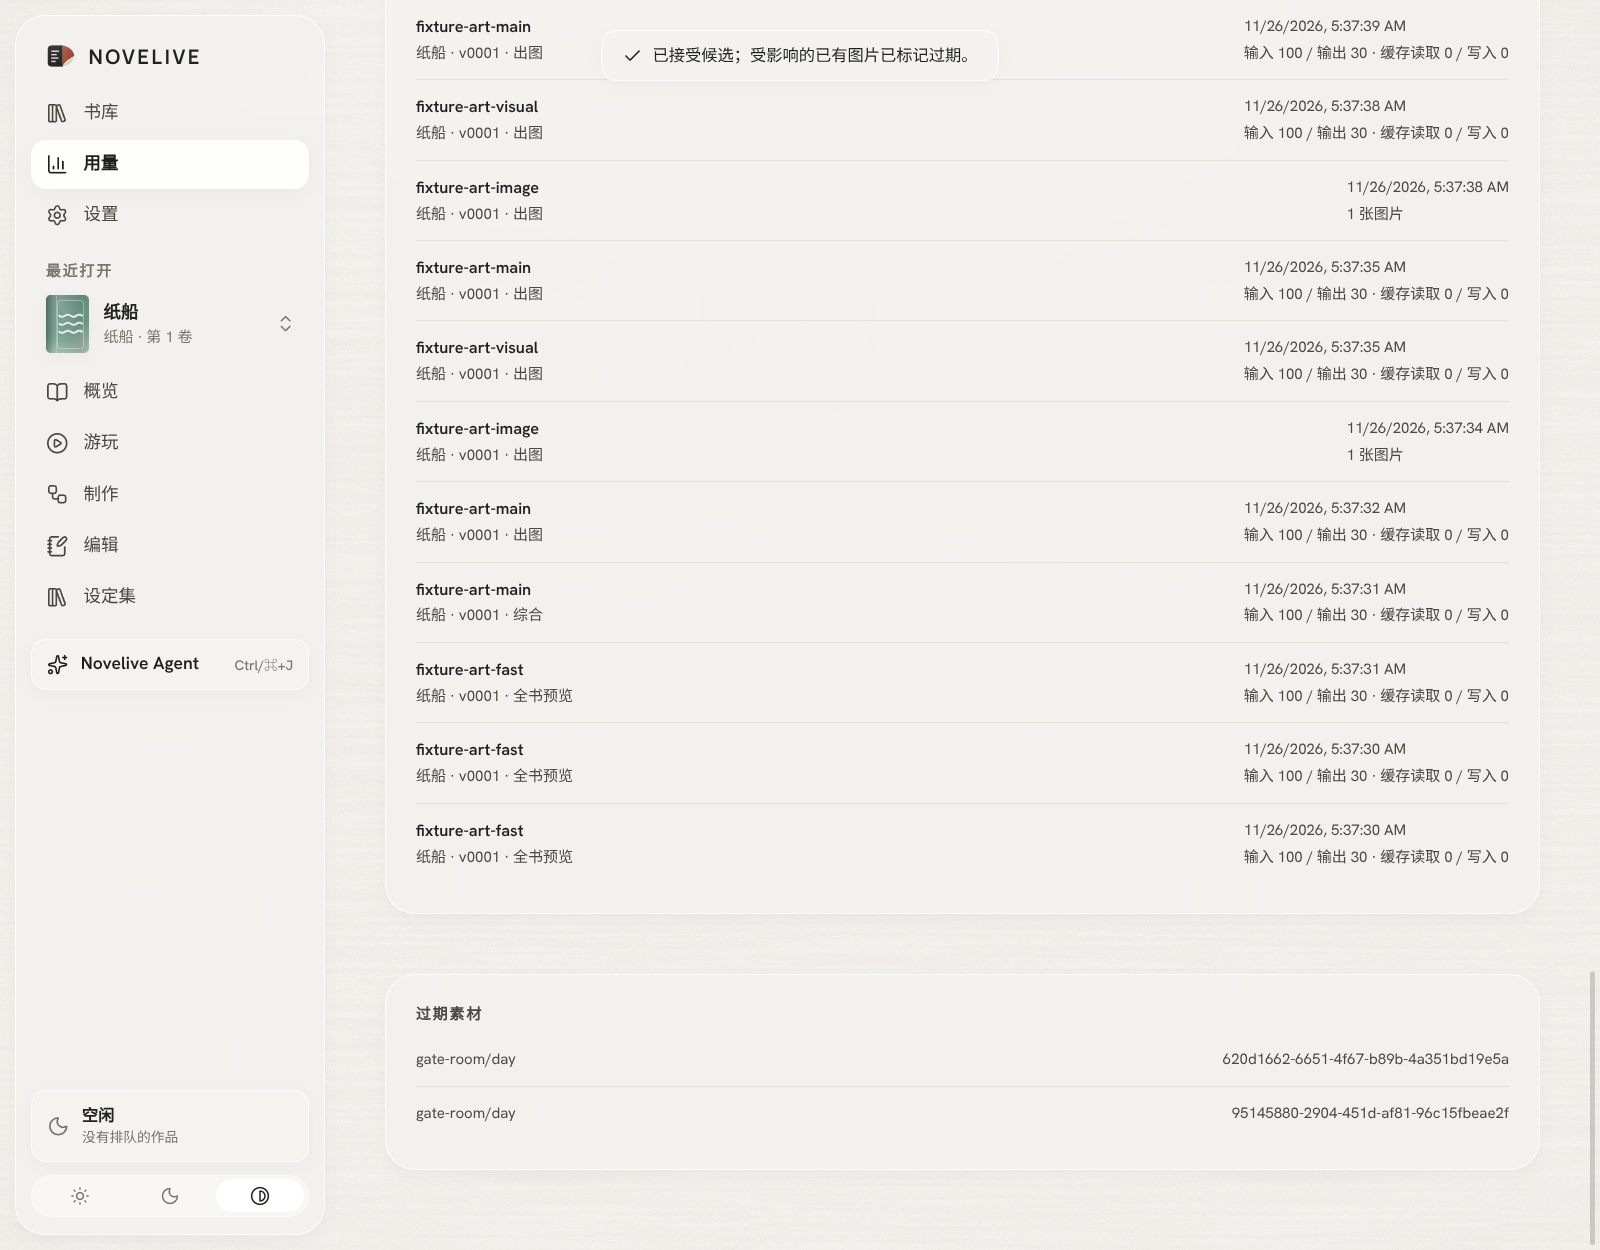 NOVELIVE
书库
用量
设置
最近打开
纸船
纸船 · 第 1 卷
概览
游玩
制作
编辑
设定集
Novelive Agent Ctrl/⌘+J
空闲
没有排队的作品
已接受候选；受影响的已有图片已标记过期。
fixture-art-main 11/26/2026, 5:37:39 AM
纸船 · v0001 · 出图 输入 100 / 输出 30 · 缓存读取 0 / 写入 0
fixture-art-visual 11/26/2026, 5:37:38 AM
纸船 · v0001 · 出图 输入 100 / 输出 30 · 缓存读取 0 / 写入 0
fixture-art-image 11/26/2026, 5:37:38 AM
纸船 · v0001 · 出图 1 张图片
fixture-art-main 11/26/2026, 5:37:35 AM
纸船 · v0001 · 出图 输入 100 / 输出 30 · 缓存读取 0 / 写入 0
fixture-art-visual 11/26/2026, 5:37:35 AM
纸船 · v0001 · 出图 输入 100 / 输出 30 · 缓存读取 0 / 写入 0
fixture-art-image 11/26/2026, 5:37:34 AM
纸船 · v0001 · 出图 1 张图片
fixture-art-main 11/26/2026, 5:37:32 AM
纸船 · v0001 · 出图 输入 100 / 输出 30 · 缓存读取 0 / 写入 0
fixture-art-main 11/26/2026, 5:37:31 AM
纸船 · v0001 · 综合 输入 100 / 输出 30 · 缓存读取 0 / 写入 0
fixture-art-fast 11/26/2026, 5:37:31 AM
纸船 · v0001 · 全书预览 输入 100 / 输出 30 · 缓存读取 0 / 写入 0
fixture-art-fast 11/26/2026, 5:37:30 AM
纸船 · v0001 · 全书预览 输入 100 / 输出 30 · 缓存读取 0 / 写入 0
fixture-art-fast 11/26/2026, 5:37:30 AM
纸船 · v0001 · 全书预览 输入 100 / 输出 30 · 缓存读取 0 / 写入 0
过期素材
gate-room/day 620d1662-6651-4f67-b89b-4a351bd19e5a
gate-room/day 95145880-2904-451d-af81-96c15fbeae2f